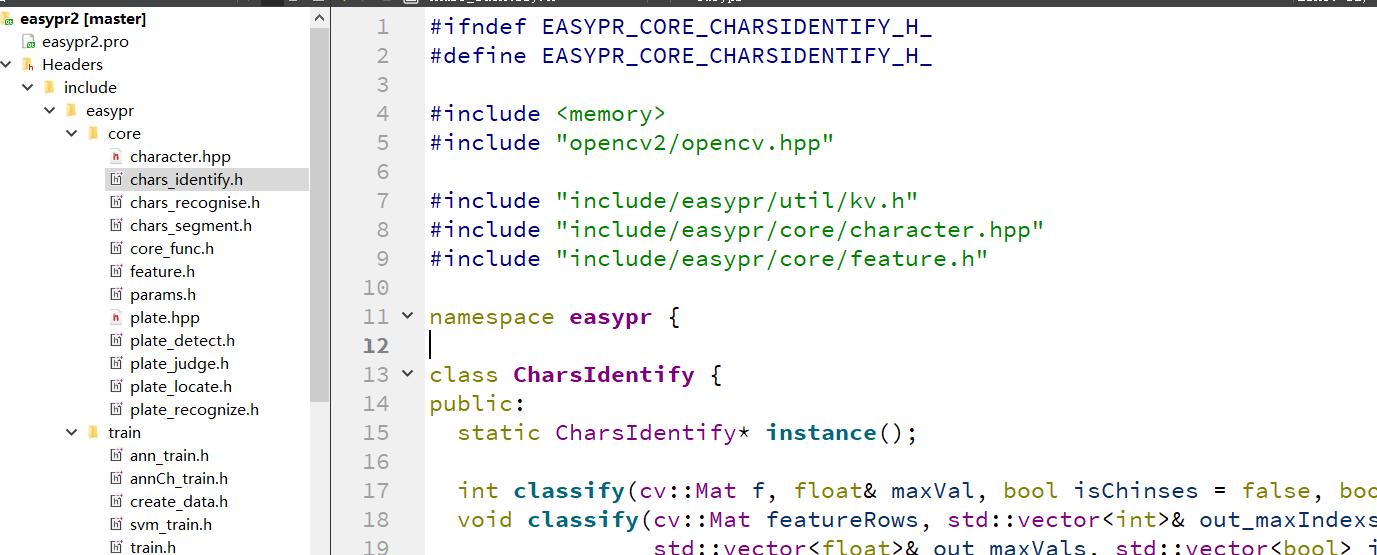 easypr2 [master]
easypr2.pro
Headers
include
easypr
core
character.hpp
chars_identify.h
chars_recognise.h
chars_segment.h
core_func.h
feature.h
params.h
plate.hpp
plate_detect.h
plate_judge.h
plate_locate.h
plate_recognize.h
train
ann_train.h
annCh_train.h
create_data.h
svm_train.h
train.h
1 #ifndef EASYPR_CORE_CHARSIDENTIFY_H_
2 #define EASYPR_CORE_CHARSIDENTIFY_H_
3
4 #include <memory>
5 #include "opencv2/opencv.hpp"
6
7 #include "include/easypr/util/kv.h"
8 #include "include/easypr/core/character.hpp"
9 #include "include/easypr/core/feature.h"
10
11 namespace easypr {
12
13 class CharsIdentify {
14 public:
15 static CharsIdentify* instance();
16
17 int classify(cv::Mat f, float& maxVal, bool isChinses = false, boo
18 void classify(cv::Mat featureRows, std::vector<int>& out_maxIndexs
19 std::vector<float>& out_maxVals, std::vector<bool> i